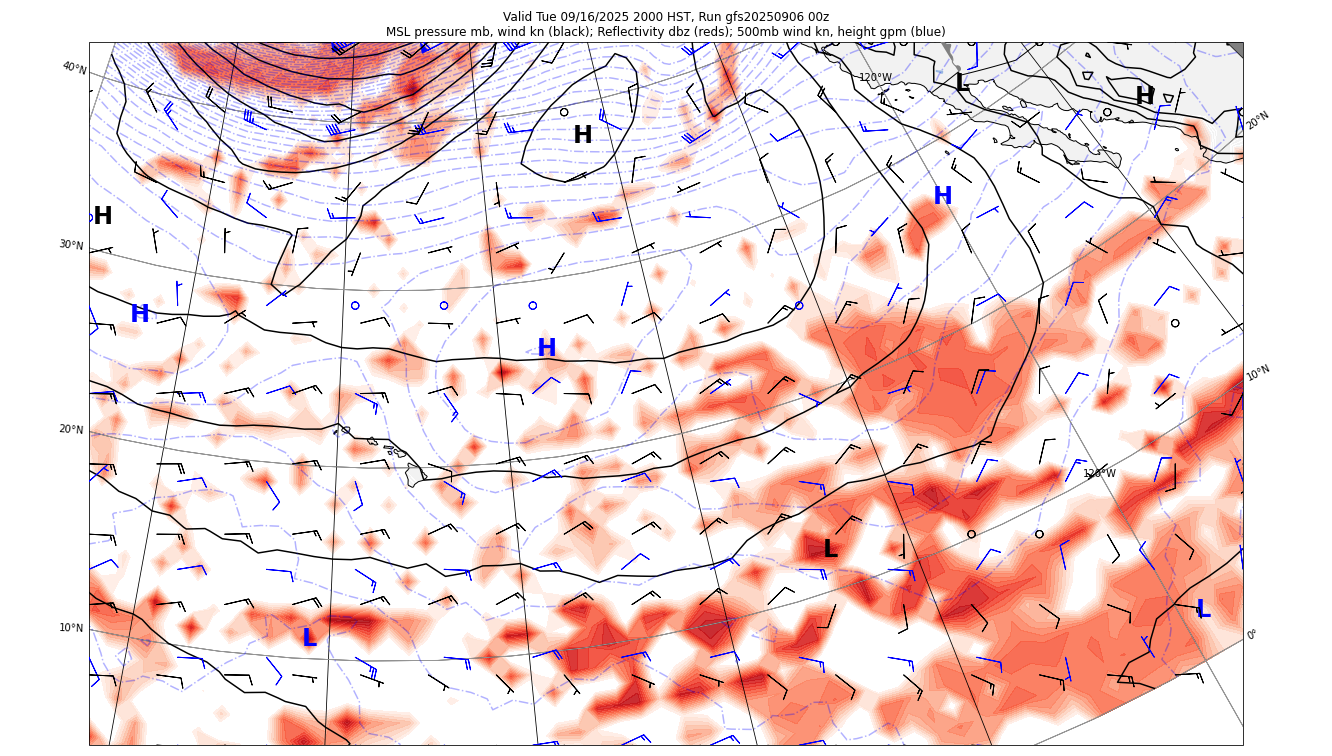 Valid Tue 09/16/2025 2000 HST, Run gfs20250906 00z
MSL pressure mb, wind kn (black); Reflectivity dbz (reds); 500mb wind kn, height gpm (blue)
40°N
120°W
L
H
20°N
H
H
H
30°N
H
H
10°N
20°N
120°W
L
10°N
L
L
0°